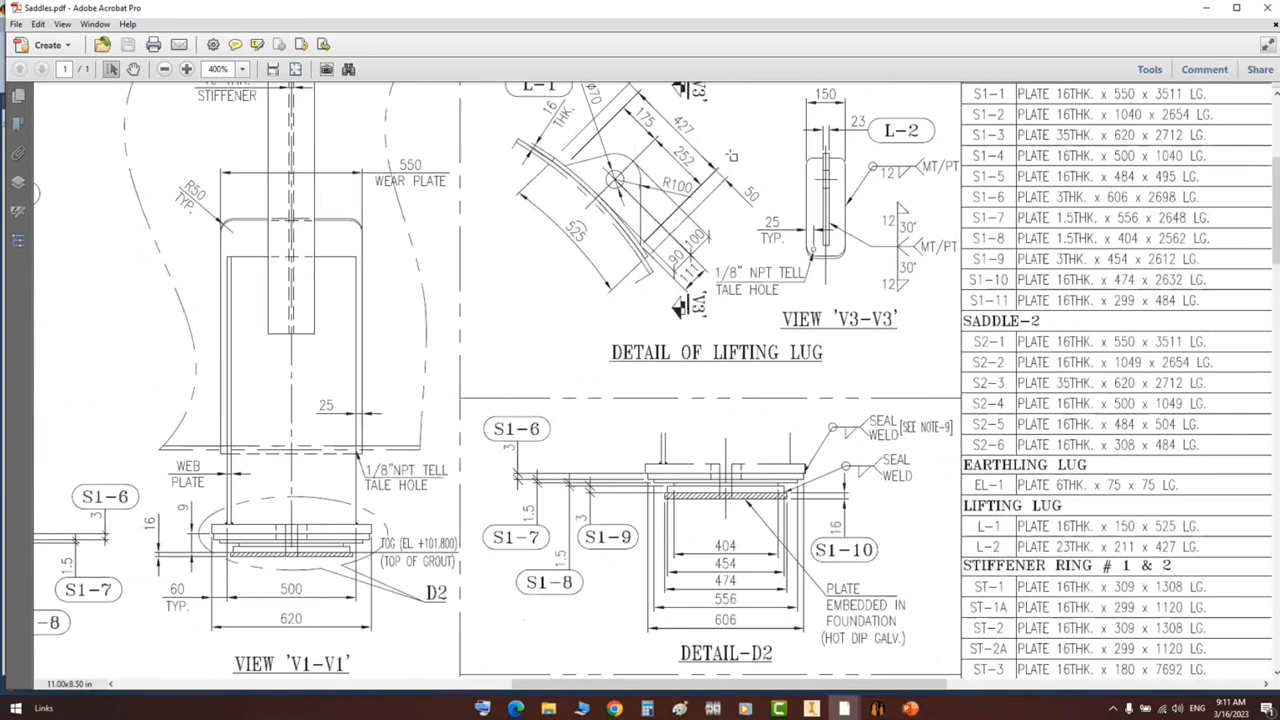 Saddles.pdf - Adobe Acrobat Pro
File Edit View Window Help
Create
1 / 1
400%
Tools Comment Share
STIFFENER
550
WEAR PLATE
R50
TYP.
25
WEB
PLATE
1/8"NPT TELL
TALE HOLE
S1-6
3
16
9
1.5
S1-7
-8
TOG (EL +101.800)
(TOP OF GROUT)
60
TYP.
500
620
D2
VIEW 'V1-V1'
L-1
16
THK.
Ø70
175
427
252
50
R100
525
100
90
111
'V3'
'V3'
DETAIL OF LIFTING LUG
150
23
L-2
12
MT/PT
25
TYP.
12
30°
MT/PT
30°
12
1/8" NPT TELL
TALE HOLE
VIEW 'V3-V3'
S1-6
3
SEAL
WELD
[SEE NOTE-9]
SEAL
WELD
1.5
3
S1-7
S1-9
1.5
S1-8
16
S1-10
404
454
474
556
606
PLATE
EMBEDDED IN
FOUNDATION
(HOT DIP GALV.)
DETAIL-D2
S1-1 PLATE 16THK. x 550 x 3511 LG.
S1-2 PLATE 16THK. x 1040 x 2654 LG.
S1-3 PLATE 35THK. x 620 x 2712 LG.
S1-4 PLATE 16THK. x 500 x 1040 LG.
S1-5 PLATE 16THK. x 484 x 495 LG.
S1-6 PLATE 3THK. x 606 x 2698 LG.
S1-7 PLATE 1.5THK. x 556 x 2648 LG.
S1-8 PLATE 1.5THK. x 404 x 2562 LG.
S1-9 PLATE 3THK. x 454 x 2612 LG.
S1-10 PLATE 16THK. x 474 x 2632 LG.
S1-11 PLATE 16THK. x 299 x 484 LG.
SADDLE-2
S2-1 PLATE 16THK. x 550 x 3511 LG.
S2-2 PLATE 16THK. x 1049 x 2654 LG.
S2-3 PLATE 35THK. x 620 x 2712 LG.
S2-4 PLATE 16THK. x 500 x 1049 LG.
S2-5 PLATE 16THK. x 484 x 504 LG.
S2-6 PLATE 16THK. x 308 x 484 LG.
EARTHLING LUG
EL-1 PLATE 6THK. x 75 x 75 LG.
LIFTING LUG
L-1 PLATE 16THK. x 150 x 525 LG.
L-2 PLATE 23THK. x 211 x 427 LG.
STIFFENER RING # 1 & 2
ST-1 PLATE 16THK. x 309 x 1308 LG.
ST-1A PLATE 16THK. x 299 x 1120 LG.
ST-2 PLATE 16THK. x 309 x 1308 LG.
ST-2A PLATE 16THK. x 299 x 1120 LG.
ST-3 PLATE 16THK. x 180 x 7692 LG.
11.00x8.50 in
Links
ENG
9:11 AM
3/16/2023